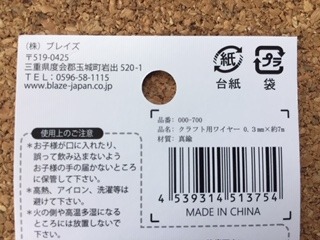 (株)ブレイズ
〒519-0425
三重県度会郡玉城町岩出 520-1
TEL：0596-58-1115
www.blaze-japan.co.jp
紙
台紙
プラ
袋
使用上のご注意
●お子様が口に入れたり、
誤って飲み込まないよう
お子様の手の届かないところ
に保管して下さい。
●高熱、アイロン、洗濯等は
避けて下さい。
●火の側や高温多湿になる
ところには放置しないで
下さい。
品番: 000-700
品名: クラフト用ワイヤー 0.3mm×約7m
材質: 真鍮
4 539314 513754
MADE IN CHINA